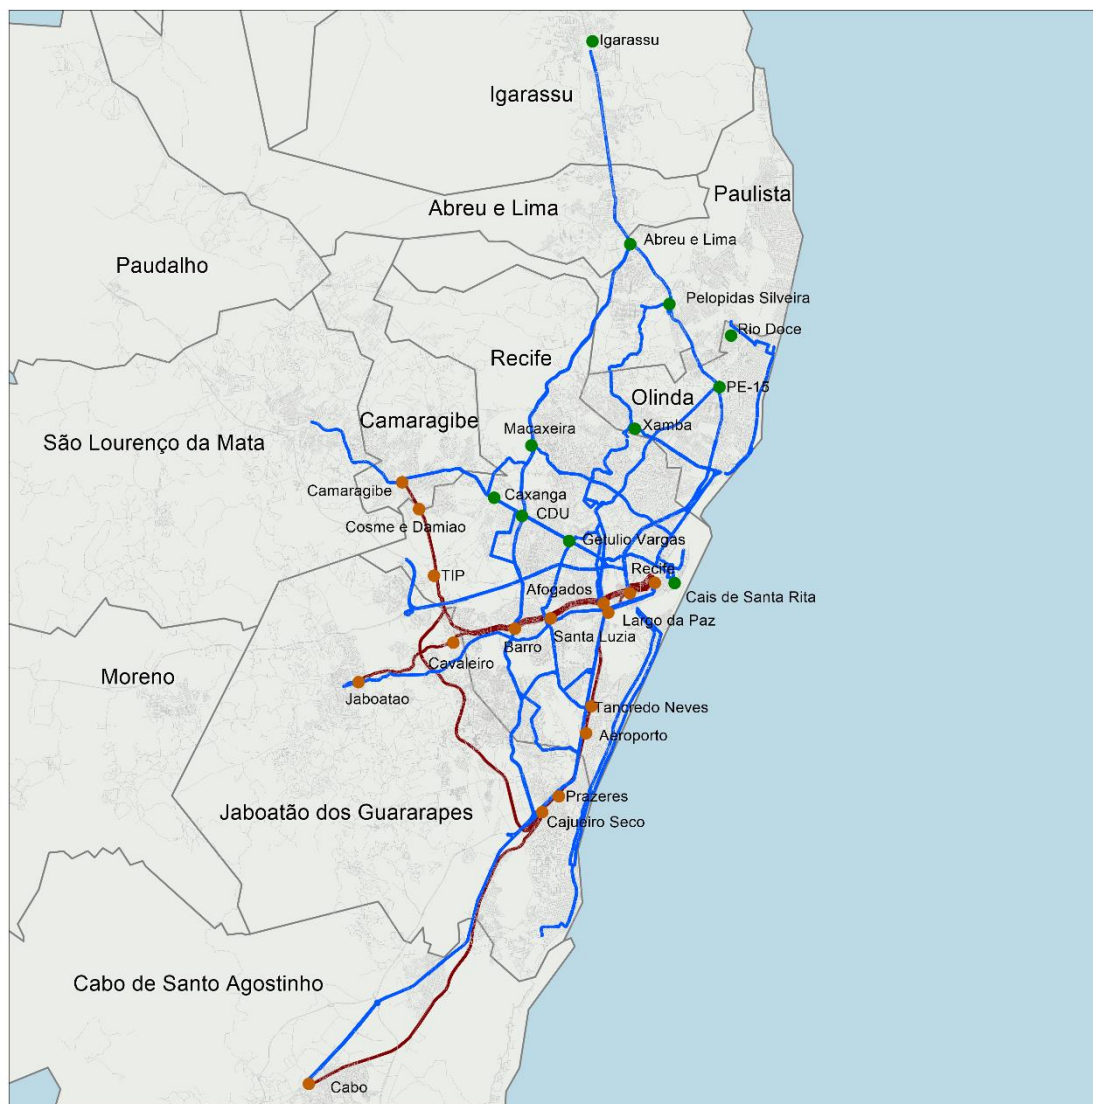 Igarassu
Igarassu
Paulista
Abreu e Lima
Abreu e Lima
Paudalho
Pelopidas Silveira
Rio Doce
Recife
PE-15
Olinda
Camaragibe
Macaxeira
Xamba
São Lourenço da Mata
Camaragibe
Caxanga
CDU
Cosme e Damiao
Getulio Vargas
TIP
Recife
Afogados
Cais de Santa Rita
Largo da Paz
Santa Luzia
Barro
Cavaleiro
Moreno
Jaboatao
Tancredo Neves
Aeroporto
Prazeres
Jaboatão dos Guararapes
Cajueiro Seco
Cabo de Santo Agostinho
Cabo